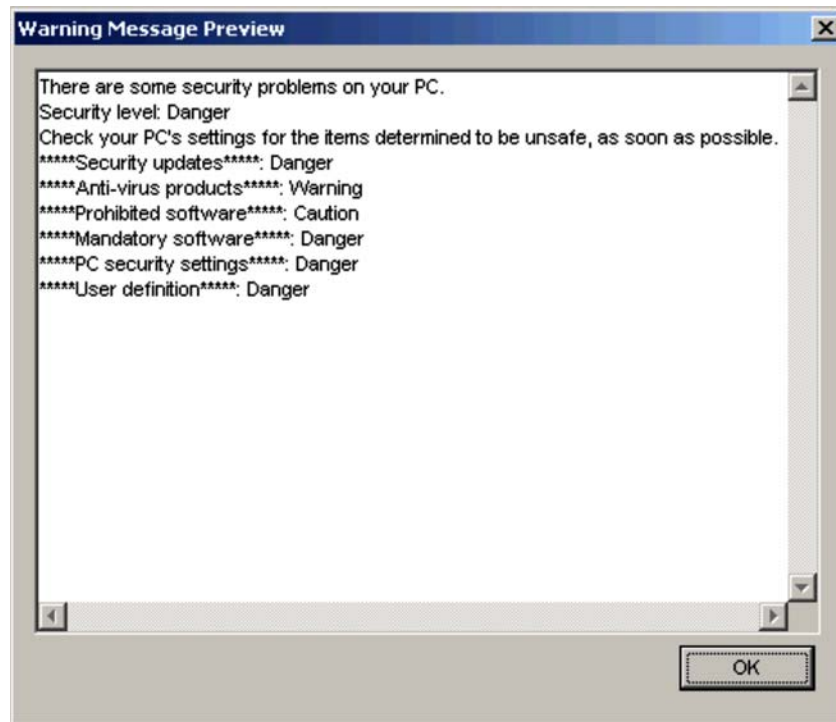 Warning Message Preview
There are some security problems on your PC.
Security level: Danger
Check your PC's settings for the items determined to be unsafe, as soon as possible.
*****Security updates*****: Danger
*****Anti-virus products*****: Warning
*****Prohibited software*****: Caution
*****Mandatory software*****: Danger
*****PC security settings*****: Danger
*****User definition*****: Danger
OK